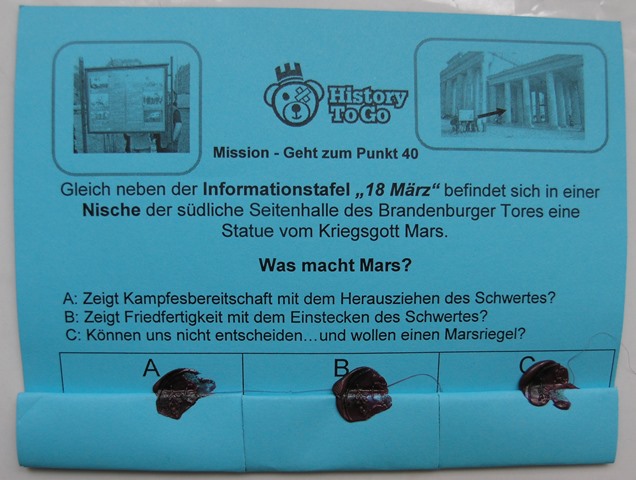 History
To Go
Mission - Geht zum Punkt 40
Gleich neben der Informationstafel „18 März“ befindet sich in einer
Nische der südliche Seitenhalle des Brandenburger Tores eine
Statue vom Kriegsgott Mars.
Was macht Mars?
A: Zeigt Kampfesbereitschaft mit dem Herausziehen des Schwertes?
B: Zeigt Friedfertigkeit mit dem Einstecken des Schwertes?
C: Können uns nicht entscheiden...und wollen einen Marsriegel?
A B C